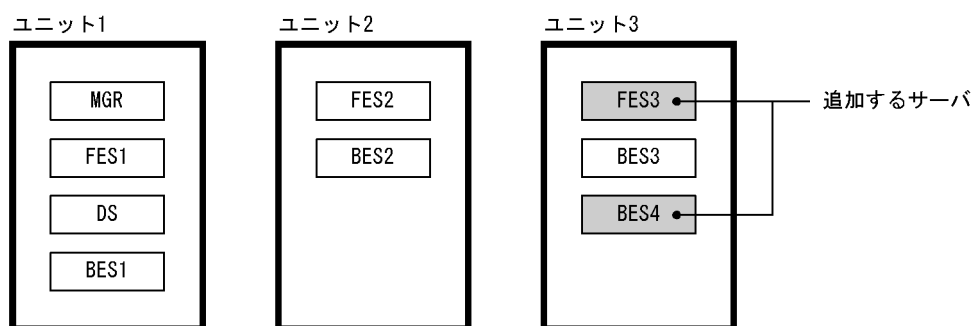 ユニット1
MGR
FES1
DS
BES1
ユニット2
FES2
BES2
ユニット3
FES3
BES3
BES4
追加するサーバ